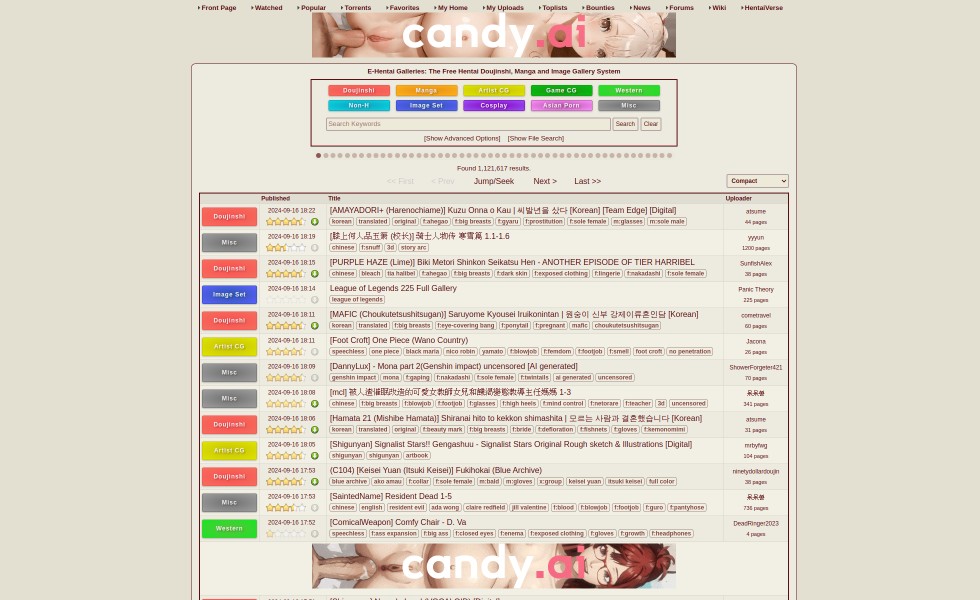 Front Page Watched Popular Torrents Favorites My Home My Uploads Toplists Bounties News Forums Wiki HentaiVerse
candy.ai
E-Hentai Galleries: The Free Hentai Doujinshi, Manga and Image Gallery System
Doujinshi Manga Artist CG Game CG Western
Non-H Image Set Cosplay Asian Porn Misc
Search Keywords Search Clear
[Show Advanced Options] [Show File Search]
Found 1,121,617 results.
<< First < Prev Jump/Seek Next > Last >> Compact
Published Title Uploader
Doujinshi 2024-09-16 18:22 [AMAYADORI+ (Harenochiame)] Kuzu Onna o Kau | 씨발년을 샀다 [Korean] [Team Edge] [Digital] atsume
korean translated original f:ahegao f:big breasts f:gyaru f:prostitution f:sole female m:glasses m:sole male 44 pages
Misc 2024-09-16 18:19 1.1-1.6 yyyun
chinese f:snuff 3d story arc 1200 pages
Doujinshi 2024-09-16 18:15 [PURPLE HAZE (Lime)] Biki Metori Shinkon Seikatsu Hen - ANOTHER EPISODE OF TIER HARRIBEL SunfishAlex
chinese bleach tia halibel f:ahegao f:big breasts f:dark skin f:exposed clothing f:lingerie f:nakadashi f:sole female 38 pages
Image Set 2024-09-16 18:14 League of Legends 225 Full Gallery Panic Theory
league of legends 225 pages
Doujinshi 2024-09-16 18:11 [MAFIC (Choukutetsushitsugan)] Saruyome Kyousei Iruikonintan | 원숭이 신부 강제이류혼인담 [Korean] cometravel
korean translated f:big breasts f:eye-covering bang f:ponytail f:pregnant mafic choukutetsushitsugan 60 pages
Artist CG 2024-09-16 18:11 [Foot Croft] One Piece (Wano Country) Jacona
speechless one piece black maria nico robin yamato f:blowjob f:femdom f:footjob f:smell foot croft no penetration 26 pages
Misc 2024-09-16 18:09 [DannyLux] - Mona part 2(Genshin impact) uncensored [AI generated] ShowerForgeter421
genshin impact mona f:gaping f:nakadashi f:sole female f:twintails ai generated uncensored 70 pages
Misc 2024-09-16 18:08 [mcl] 1-3
chinese f:big breasts f:blowjob f:footjob f:glasses f:high heels f:mind control f:netorare f:teacher 3d uncensored 341 pages
Doujinshi 2024-09-16 18:06 [Hamata 21 (Mishibe Hamata)] Shiranai hito to kekkon shimashita | 모르는 사람과 결혼했습니다 [Korean] atsume
korean translated original f:beauty mark f:big breasts f:bride f:defloration f:fishnets f:gloves f:kemonomimi 31 pages
Artist CG 2024-09-16 18:05 [Shigunyan] Signalist Stars!! Gengashuu - Signalist Stars Original Rough sketch & Illustrations [Digital] mrbyfwg
shigunyan shigunyan artbook 104 pages
Doujinshi 2024-09-16 17:53 (C104) [Keisei Yuan (Itsuki Keisei)] Fukihokai (Blue Archive) ninetydollardoujin
blue archive ako amau f:collar f:sole female m:bald m:gloves x:group keisei yuan itsuki keisei full color 38 pages
Misc 2024-09-16 17:53 [SaintedName] Resident Dead 1-5
chinese english resident evil ada wong claire redfield jill valentine f:blood f:blowjob f:footjob f:guro f:pantyhose 736 pages
Western 2024-09-16 17:52 [ComicalWeapon] Comfy Chair - D. Va DeadRinger2023
speechless f:ass expansion f:big ass f:closed eyes f:enema f:exposed clothing f:gloves f:growth f:headphones 4 pages
candy.ai